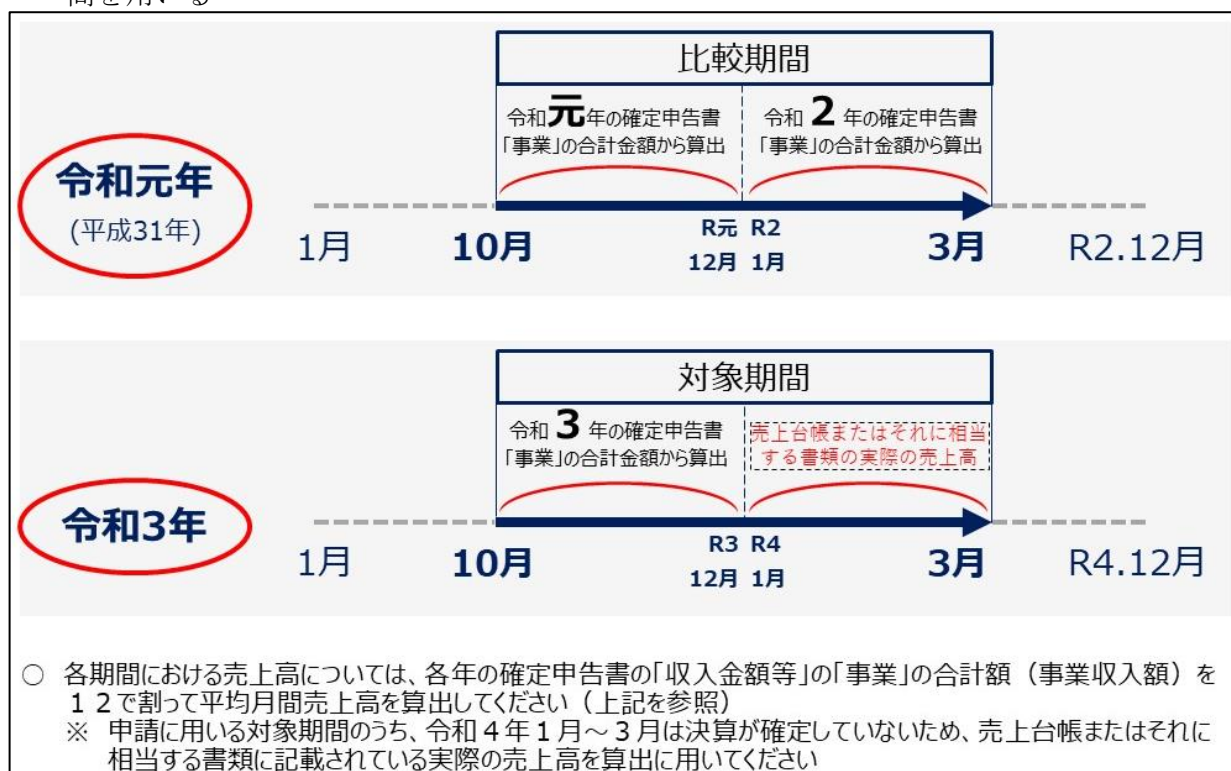 比較期間
令和元年の確定申告書
「事業」の合計金額から算出
令和 2 年の確定申告書
「事業」の合計金額から算出
令和元年
(平成31年)
1月
10月
R元 R2
12月 1月
3月
R2.12月
対象期間
令和 3 年の確定申告書
「事業」の合計金額から算出
売上台帳またはそれに相当
する書類の実際の売上高
令和3年
1月
10月
R3 R4
12月 1月
3月
R4.12月
○ 各期間における売上高については、各年の確定申告書の「収入金額等」の「事業」の合計額（事業収入額）を
１２で割って平均月間売上高を算出してください（上記を参照）
※ 申請に用いる対象期間のうち、令和４年１月～３月は決算が確定していないため、売上台帳またはそれに
相当する書類に記載されている実際の売上高を算出に用いてください